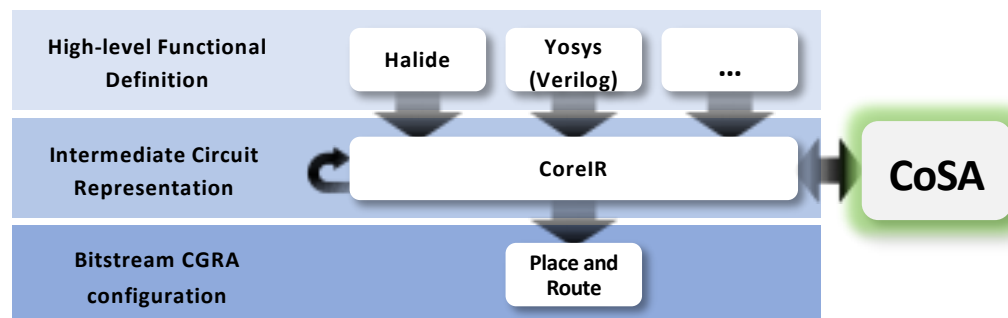 High-level Functional
Definition
Halide
Yosys
(Verilog)
...
Intermediate Circuit
Representation
CoreIR
CoSA
Bitstream CGRA
configuration
Place and
Route